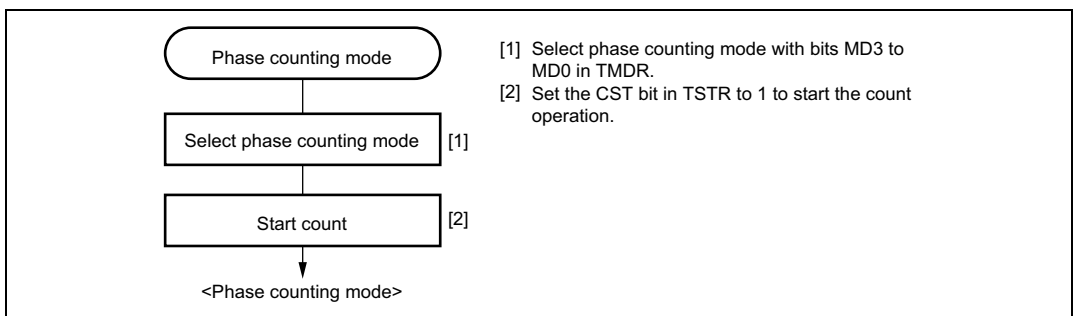 Phase counting mode
Select phase counting mode
[1]
Start count
[2]
<Phase counting mode>
[1] Select phase counting mode with bits MD3 to
MD0 in TMDR.
[2] Set the CST bit in TSTR to 1 to start the count
operation.